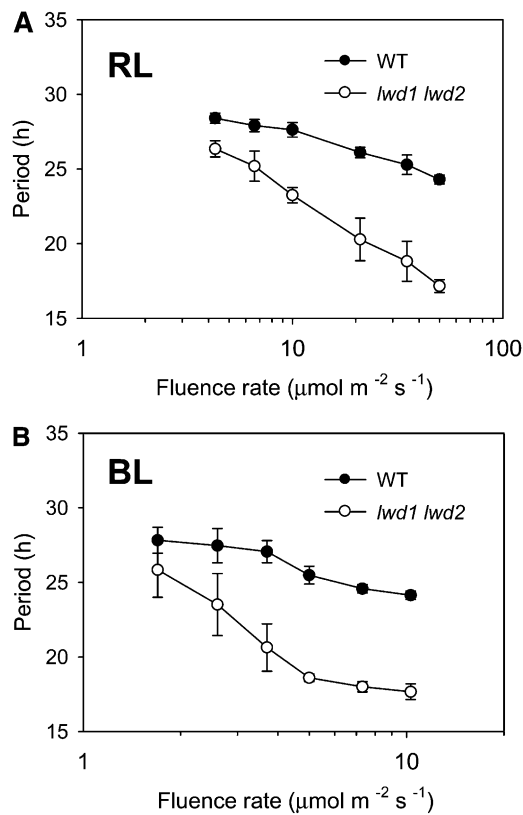 A
RL
WT
lwd1 lwd2
Period (h)
35
30
25
20
15
1
10
100
Fluence rate (μmol m -2 s -1)
B
BL
WT
lwd1 lwd2
Period (h)
35
30
25
20
15
1
10
Fluence rate (μmol m -2 s -1)